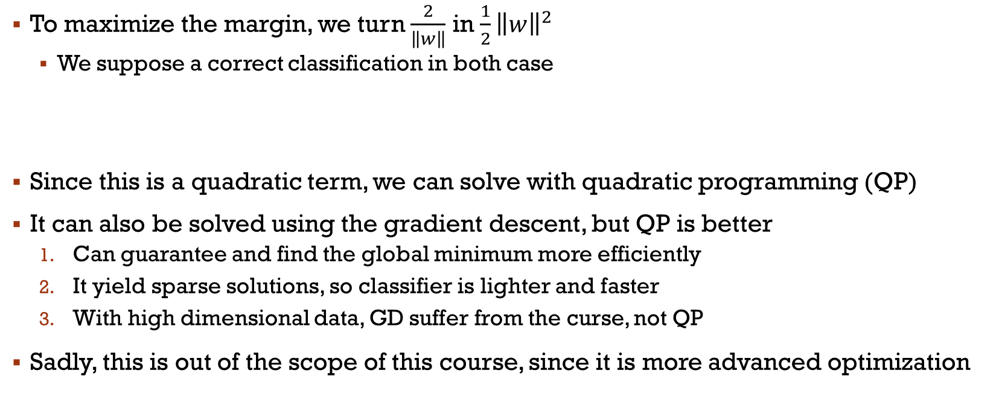 ▪ To maximize the margin, we turn 2/‖w‖ in 1/2 ‖w‖²
▪ We suppose a correct classification in both case
▪ Since this is a quadratic term, we can solve with quadratic programming (QP)
▪ It can also be solved using the gradient descent, but QP is better
1. Can guarantee and find the global minimum more efficiently
2. It yield sparse solutions, so classifier is lighter and faster
3. With high dimensional data, GD suffer from the curse, not QP
▪ Sadly, this is out of the scope of this course, since it is more advanced optimization